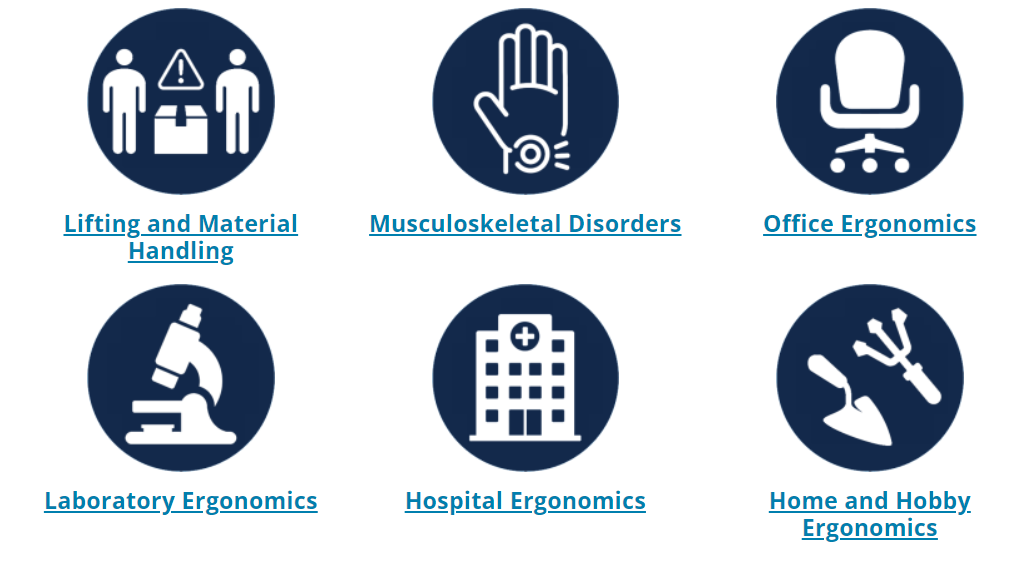 Lifting and Material
Handling
Musculoskeletal Disorders
Office Ergonomics
Laboratory Ergonomics
Hospital Ergonomics
Home and Hobby
Ergonomics